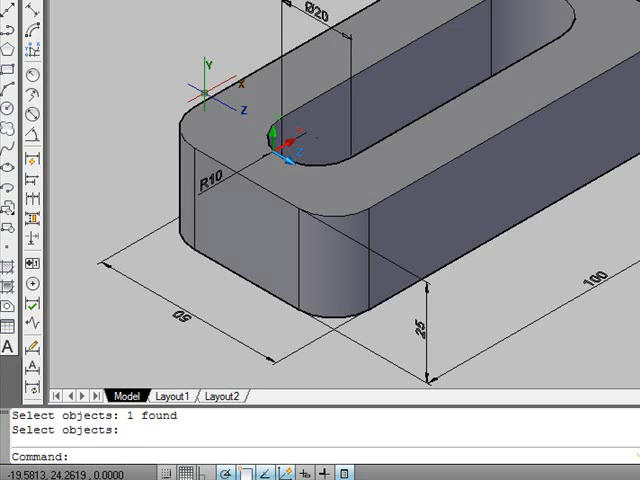 Ø20
Y
X
Z
X
Z
R10
50
25
100
A
A
Model Layout1 Layout2
Select objects: 1 found
Select objects:
Command:
-19.5813, 24.2619 , 0.0000